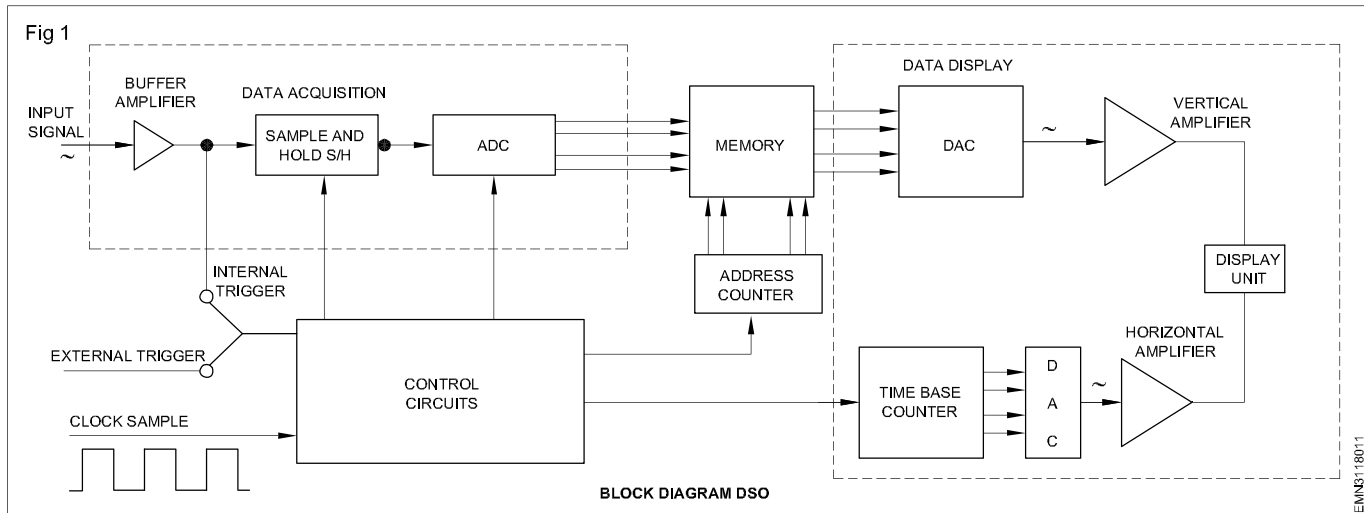 Fig 1
BUFFER
AMPLIFIER
INPUT
SIGNAL
~
DATA ACQUISITION
SAMPLE AND
HOLD S/H
ADC
MEMORY
DATA DISPLAY
DAC
~
VERTICAL
AMPLIFIER
INTERNAL
TRIGGER
EXTERNAL TRIGGER
CLOCK SAMPLE
CONTROL
CIRCUITS
ADDRESS
COUNTER
DISPLAY
UNIT
TIME BASE
COUNTER
D
A
C
~
HORIZONTAL
AMPLIFIER
BLOCK DIAGRAM DSO
EMN3118011